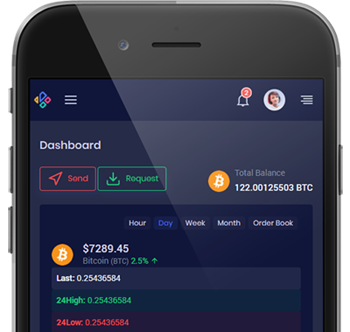 2
Dashboard
Send
Request
Total Balance
122.00125503 BTC
Hour Day Week Month Order Book
$7289.45
Bitcoin (BTC) 2.5% ↑
Last: 0.25436584
24High: 0.25436584
24Low: 0.25436584